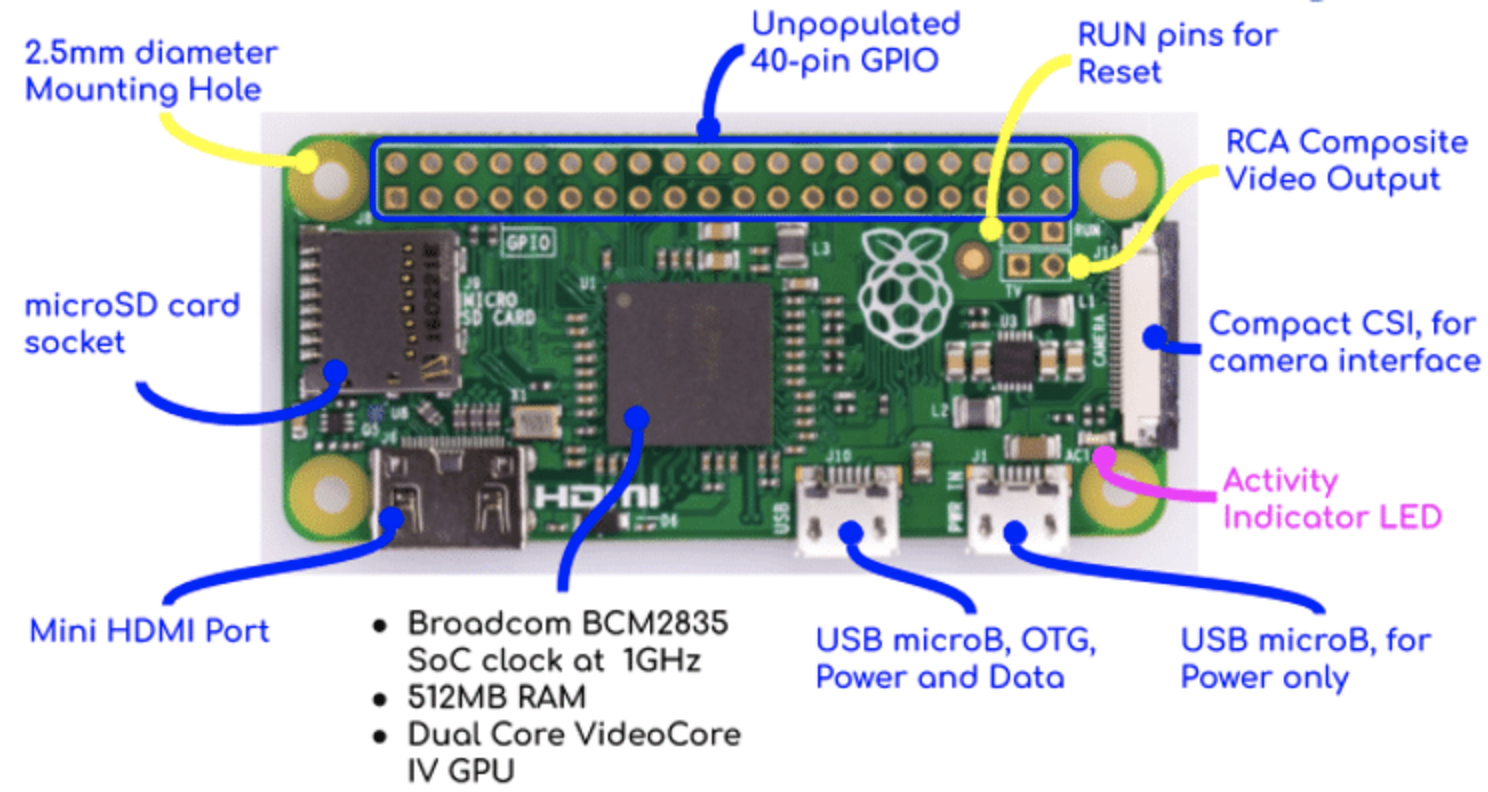 2.5mm diameter
Mounting Hole
Unpopulated
40-pin GPIO
RUN pins for
Reset
RCA Composite
Video Output
microSD card
socket
Compact CSI, for
camera interface
Activity
Indicator LED
Mini HDMI Port
● Broadcom BCM2835
SoC clock at 1GHz
● 512MB RAM
● Dual Core VideoCore
IV GPU
USB microB, OTG,
Power and Data
USB microB, for
Power only
J8
GPIO
L3
RUN
J9
MICRO
SD CARD
U1
TV
L1
U3
CAMERA
L2
X1
U8
J6
HDMI
D6
USB
J10
PWR IN
J1
ACT